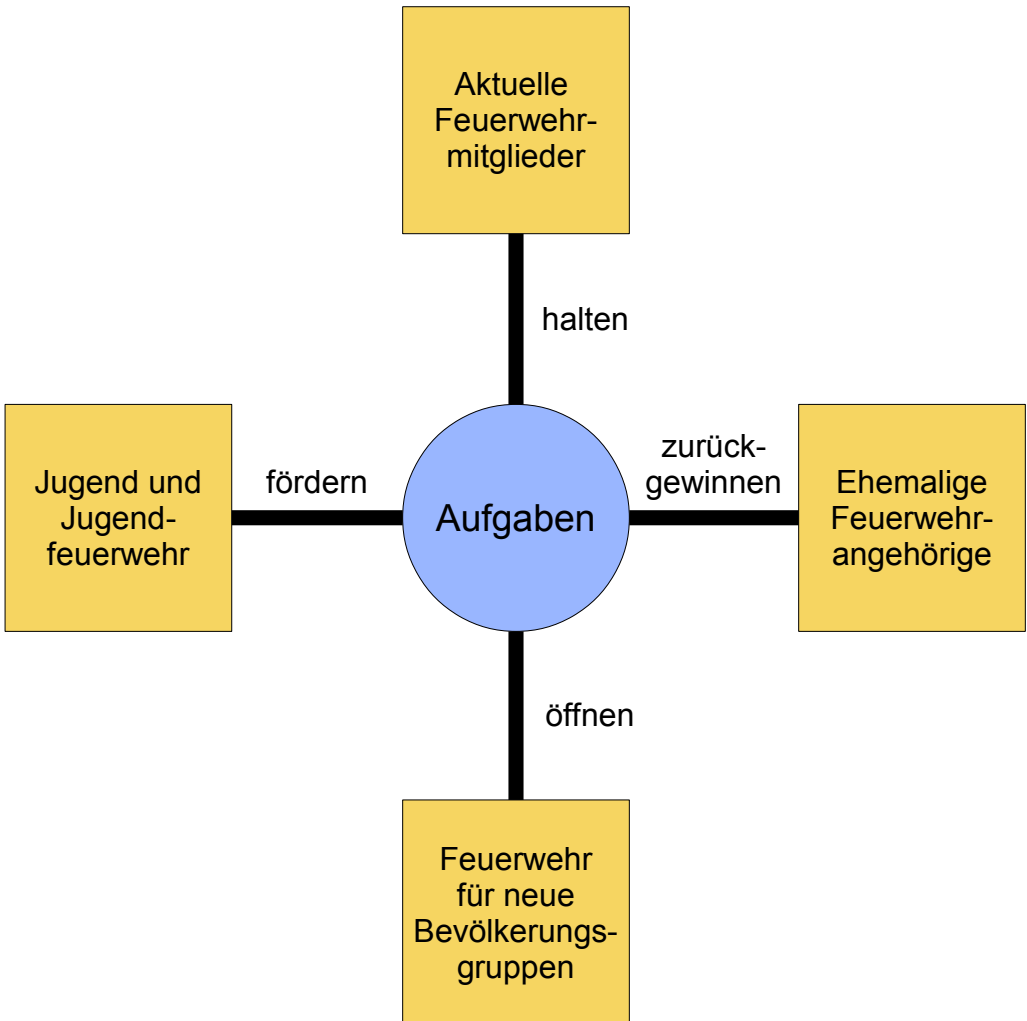 Aktuelle
Feuerwehr-
mitglieder
halten
Jugend und
Jugend-
feuerwehr
fördern
Aufgaben
zurück-
gewinnen
Ehemalige
Feuerwehr-
angehörige
öffnen
Feuerwehr
für neue
Bevölkerungs-
gruppen